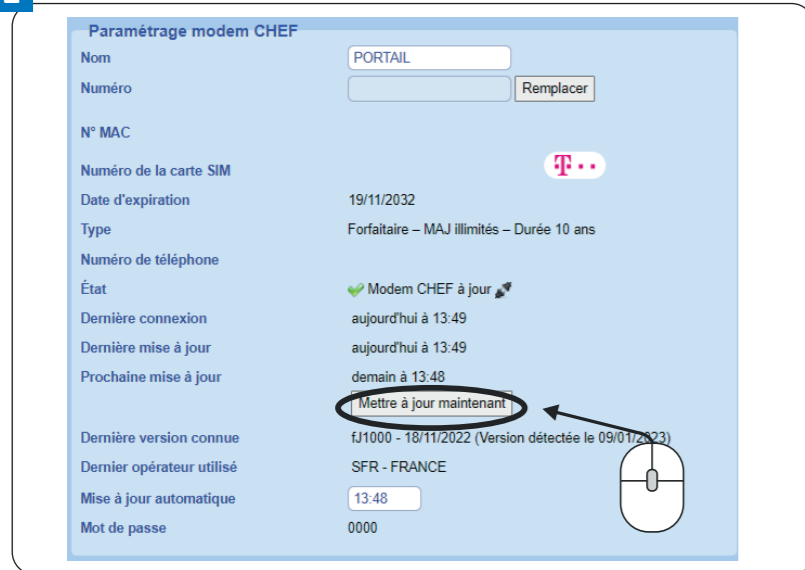 Paramétrage modem CHEF
Nom PORTAIL
Numéro Remplacer
N° MAC
Numéro de la carte SIM T
Date d'expiration 19/11/2032
Type Forfaitaire – MAJ illimités – Durée 10 ans
Numéro de téléphone
État Modem CHEF à jour
Dernière connexion aujourd'hui à 13:49
Dernière mise à jour aujourd'hui à 13:49
Prochaine mise à jour demain à 13:48
Mettre à jour maintenant
Dernière version connue fJ1000 - 18/11/2022 (Version détectée le 09/01/2023)
Dernier opérateur utilisé SFR - FRANCE
Mise à jour automatique 13:48
Mot de passe 0000